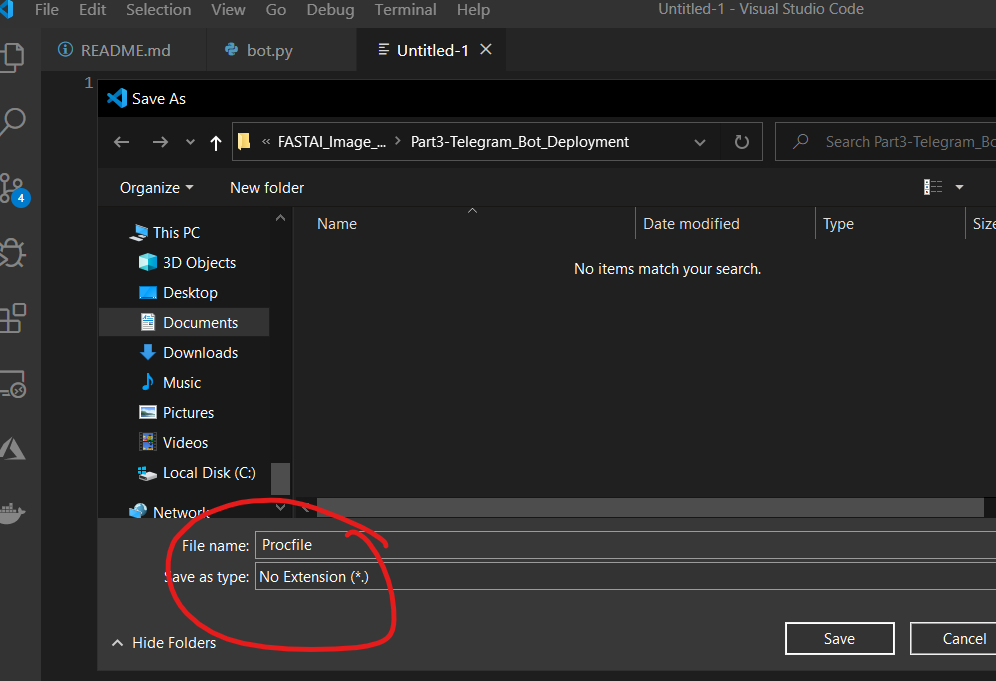 File Edit Selection View Go Debug Terminal Help Untitled-1 - Visual Studio Code
README.md bot.py Untitled-1
1
Save As
« FASTAI_Image_... > Part3-Telegram_Bot_Deployment Search Part3-Telegram_Bo
Organize New folder
4
Name Date modified Type Size
This PC
No items match your search.
3D Objects
Desktop
Documents
Downloads
Music
Pictures
Videos
Local Disk (C:)
Network
File name: Procfile
Save as type: No Extension (*.)
Hide Folders Save Cancel